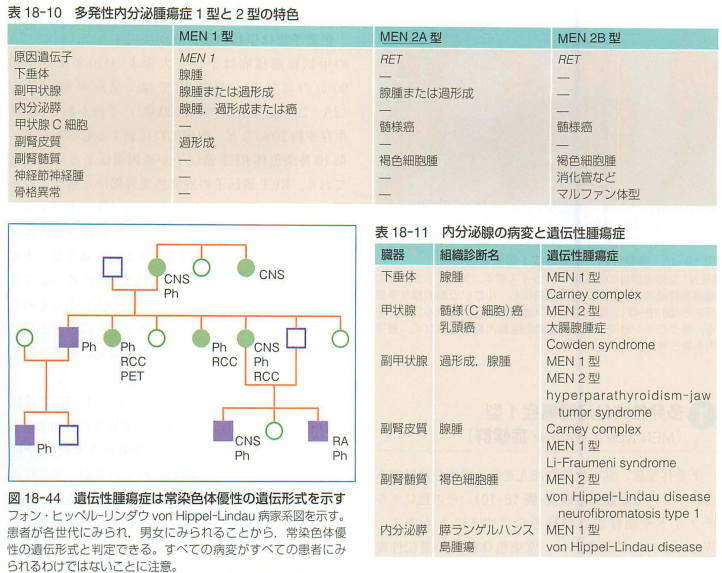 表 18-10 多発性内分泌腫瘍症 1 型と 2 型の特色
MEN 1 型 MEN 2A 型 MEN 2B 型
原因遺伝子 MEN 1 RET RET
下垂体 腺腫 — —
副甲状腺 腺腫または過形成 腺腫または過形成 —
内分泌膵 腺腫，過形成または癌 — —
甲状腺 C 細胞 — 髄様癌 髄様癌
副腎皮質 過形成 — —
副腎髄質 — 褐色細胞腫 褐色細胞腫
神経節神経腫 — — 消化管など
骨格異常 — — マルファン体型
CNS
Ph
CNS
Ph
Ph
RCC
PET
Ph
RCC
CNS
Ph
RCC
Ph
CNS
Ph
RA
Ph
図 18-44 遺伝性腫瘍症は常染色体優性の遺伝形式を示す
フォン・ヒッペル-リンダウ von Hippel-Lindau 病家系図を示す。
患者が各世代にみられ，男女にみられることから，常染色体優
性の遺伝形式と判定できる。すべての病変がすべての患者にみ
られるわけではないことに注意。
表 18-11 内分泌腺の病変と遺伝性腫瘍症
臓器 組織診断名 遺伝性腫瘍症
下垂体 腺腫 MEN 1 型
Carney complex
甲状腺 髄様（C 細胞）癌 MEN 2 型
乳頭癌 大腸腺腫症
Cowden syndrome
副甲状腺 過形成，腺腫 MEN 1 型
MEN 2 型
hyperparathyroidism-jaw
tumor syndrome
副腎皮質 腺腫 Carney complex
MEN 1 型
Li-Fraumeni syndrome
副腎髄質 褐色細胞腫 MEN 2 型
von Hippel-Lindau disease
neurofibromatosis type 1
内分泌膵 膵ランゲルハンス MEN 1 型
島腫瘍 von Hippel-Lindau disease